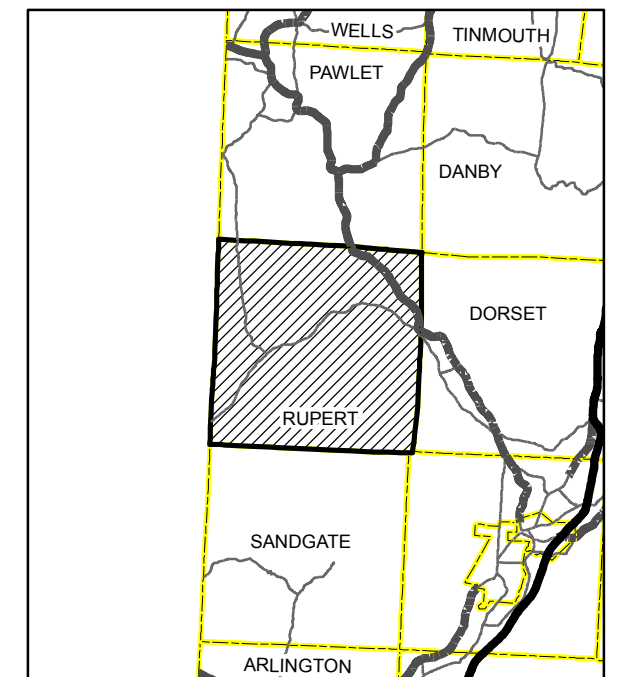 WELLS
TINMOUTH
PAWLET
DANBY
DORSET
RUPERT
SANDGATE
ARLINGTON